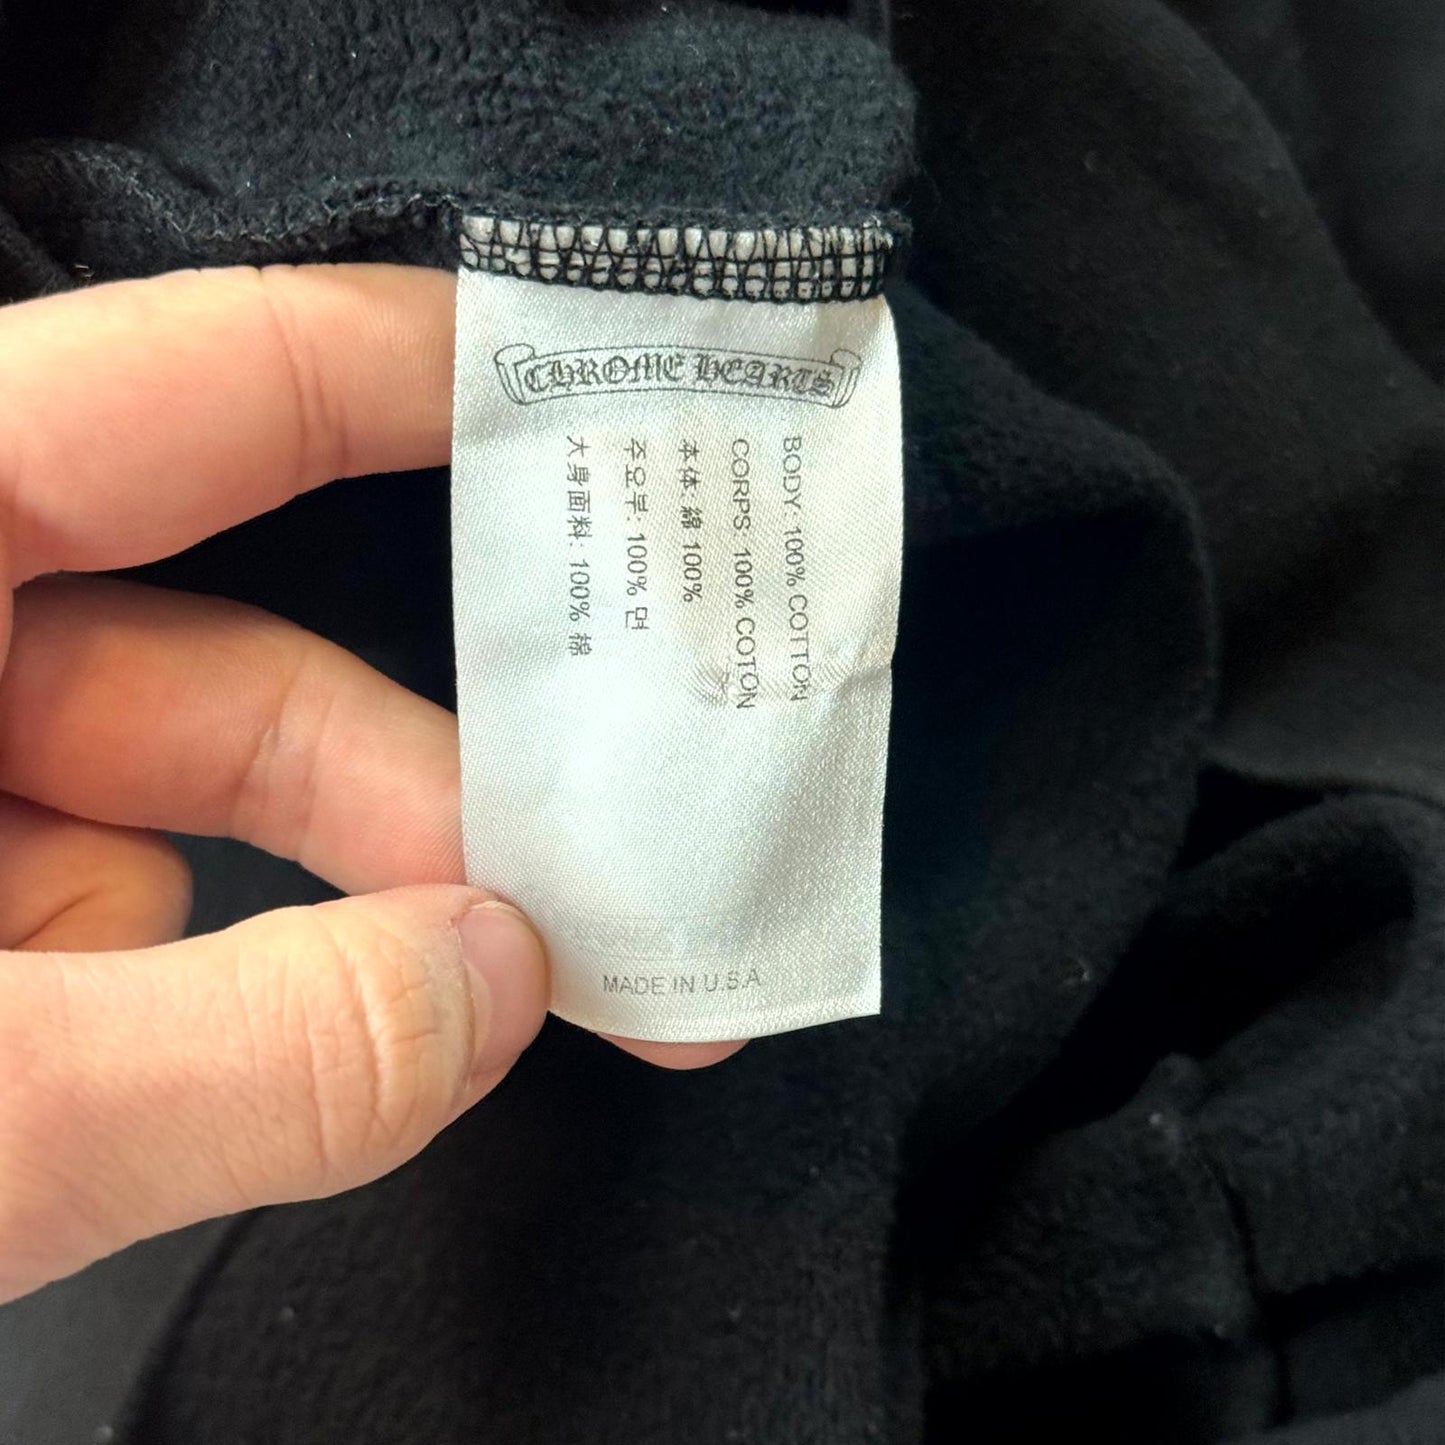 CHROME HEARTS
BODY: 100% COTTON
CORPS: 100% COTON
本体: 綿 100%
주요부: 100% 면
大身面料: 100% 棉
MADE IN U.S.A